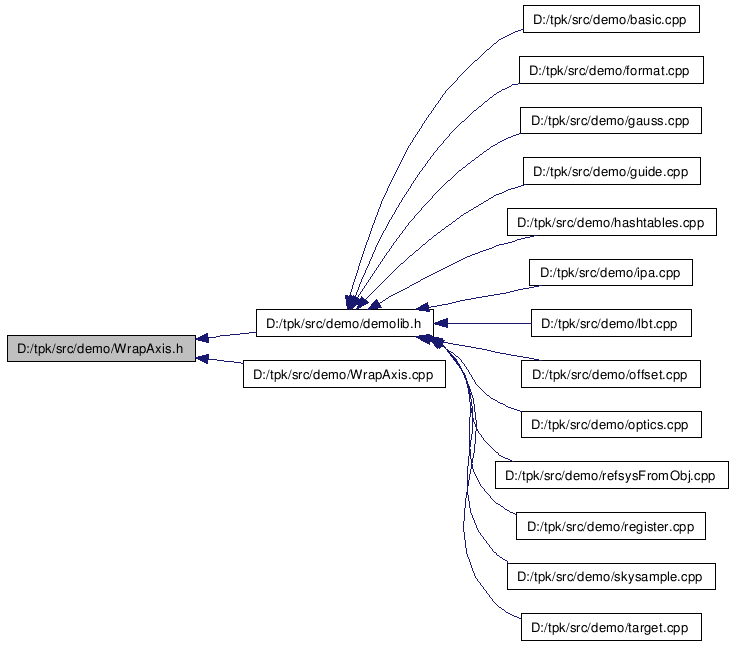 D:/tpk/src/demo/basic.cpp
D:/tpk/src/demo/format.cpp
D:/tpk/src/demo/gauss.cpp
D:/tpk/src/demo/guide.cpp
D:/tpk/src/demo/hashtables.cpp
D:/tpk/src/demo/ipa.cpp
D:/tpk/src/demo/demolib.h
D:/tpk/src/demo/lbt.cpp
D:/tpk/src/demo/WrapAxis.h
D:/tpk/src/demo/WrapAxis.cpp
D:/tpk/src/demo/offset.cpp
D:/tpk/src/demo/optics.cpp
D:/tpk/src/demo/refsysFromObj.cpp
D:/tpk/src/demo/register.cpp
D:/tpk/src/demo/skysample.cpp
D:/tpk/src/demo/target.cpp